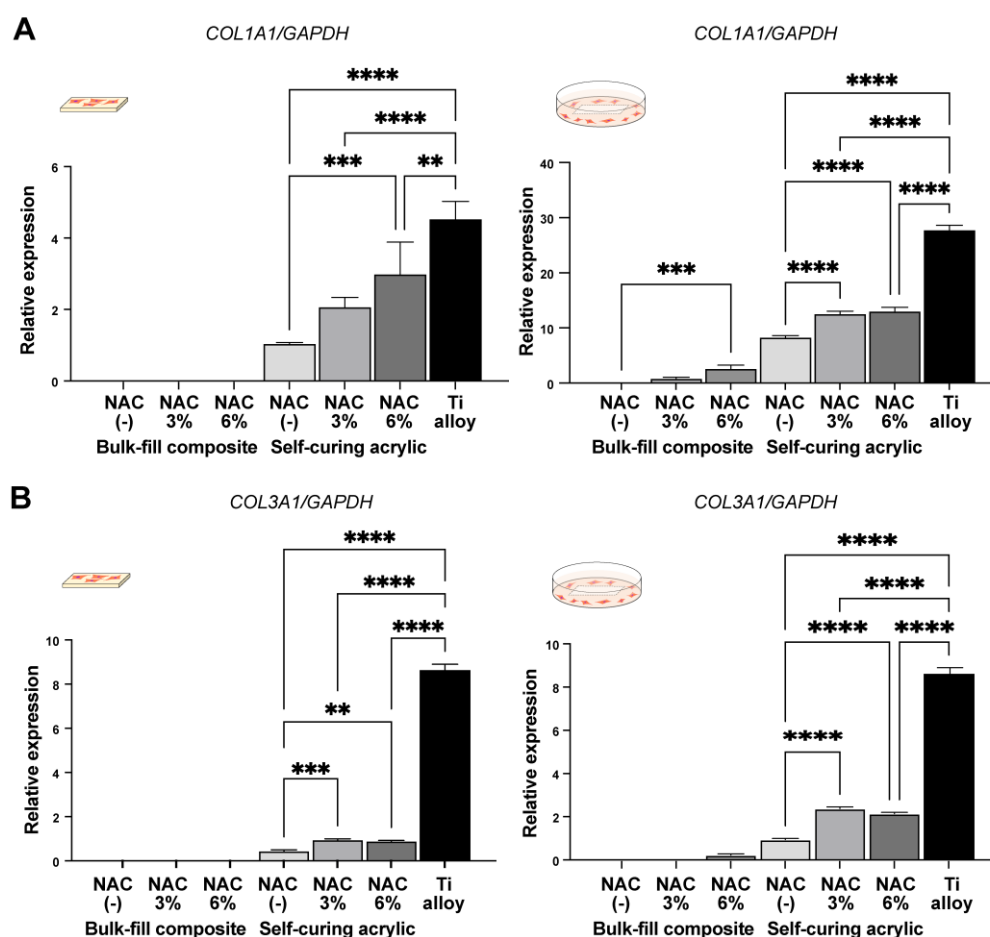 A
COL1A1/GAPDH
****
****
***
**
Relative expression
6
4
2
0
NAC NAC NAC NAC NAC NAC Ti
(-) 3% 6% (-) 3% 6% alloy
Bulk-fill composite Self-curing acrylic
COL1A1/GAPDH
****
****
****
****
***
****
Relative expression
40
30
20
10
0
NAC NAC NAC NAC NAC NAC Ti
(-) 3% 6% (-) 3% 6% alloy
Bulk-fill composite Self-curing acrylic
B
COL3A1/GAPDH
****
****
****
**
***
Relative expression
10
8
6
4
2
0
NAC NAC NAC NAC NAC NAC Ti
(-) 3% 6% (-) 3% 6% alloy
Bulk-fill composite Self-curing acrylic
COL3A1/GAPDH
****
****
****
****
****
Relative expression
10
8
6
4
2
0
NAC NAC NAC NAC NAC NAC Ti
(-) 3% 6% (-) 3% 6% alloy
Bulk-fill composite Self-curing acrylic